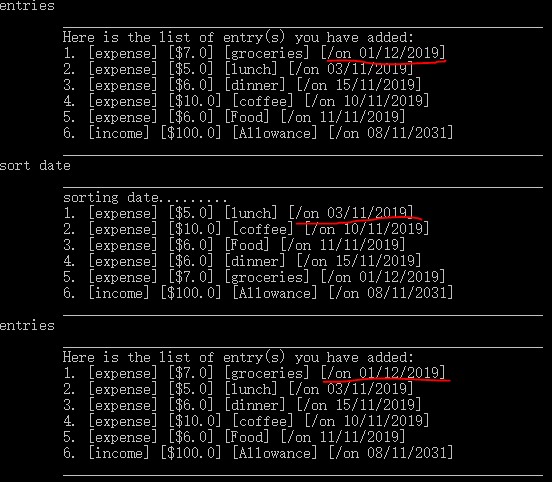 entries
Here is the list of entry(s) you have added:
1. [expense] [$7.0] [groceries] [/on 01/12/2019]
2. [expense] [$5.0] [lunch] [/on 03/11/2019]
3. [expense] [$6.0] [dinner] [/on 15/11/2019]
4. [expense] [$10.0] [coffee] [/on 10/11/2019]
5. [expense] [$6.0] [Food] [/on 11/11/2019]
6. [income] [$100.0] [Allowance] [/on 08/11/2031]
sort date
sorting date.........
1. [expense] [$5.0] [lunch] [/on 03/11/2019]
2. [expense] [$10.0] [coffee] [/on 10/11/2019]
3. [expense] [$6.0] [Food] [/on 11/11/2019]
4. [expense] [$6.0] [dinner] [/on 15/11/2019]
5. [expense] [$7.0] [groceries] [/on 01/12/2019]
6. [income] [$100.0] [Allowance] [/on 08/11/2031]
entries
Here is the list of entry(s) you have added:
1. [expense] [$7.0] [groceries] [/on 01/12/2019]
2. [expense] [$5.0] [lunch] [/on 03/11/2019]
3. [expense] [$6.0] [dinner] [/on 15/11/2019]
4. [expense] [$10.0] [coffee] [/on 10/11/2019]
5. [expense] [$6.0] [Food] [/on 11/11/2019]
6. [income] [$100.0] [Allowance] [/on 08/11/2031]